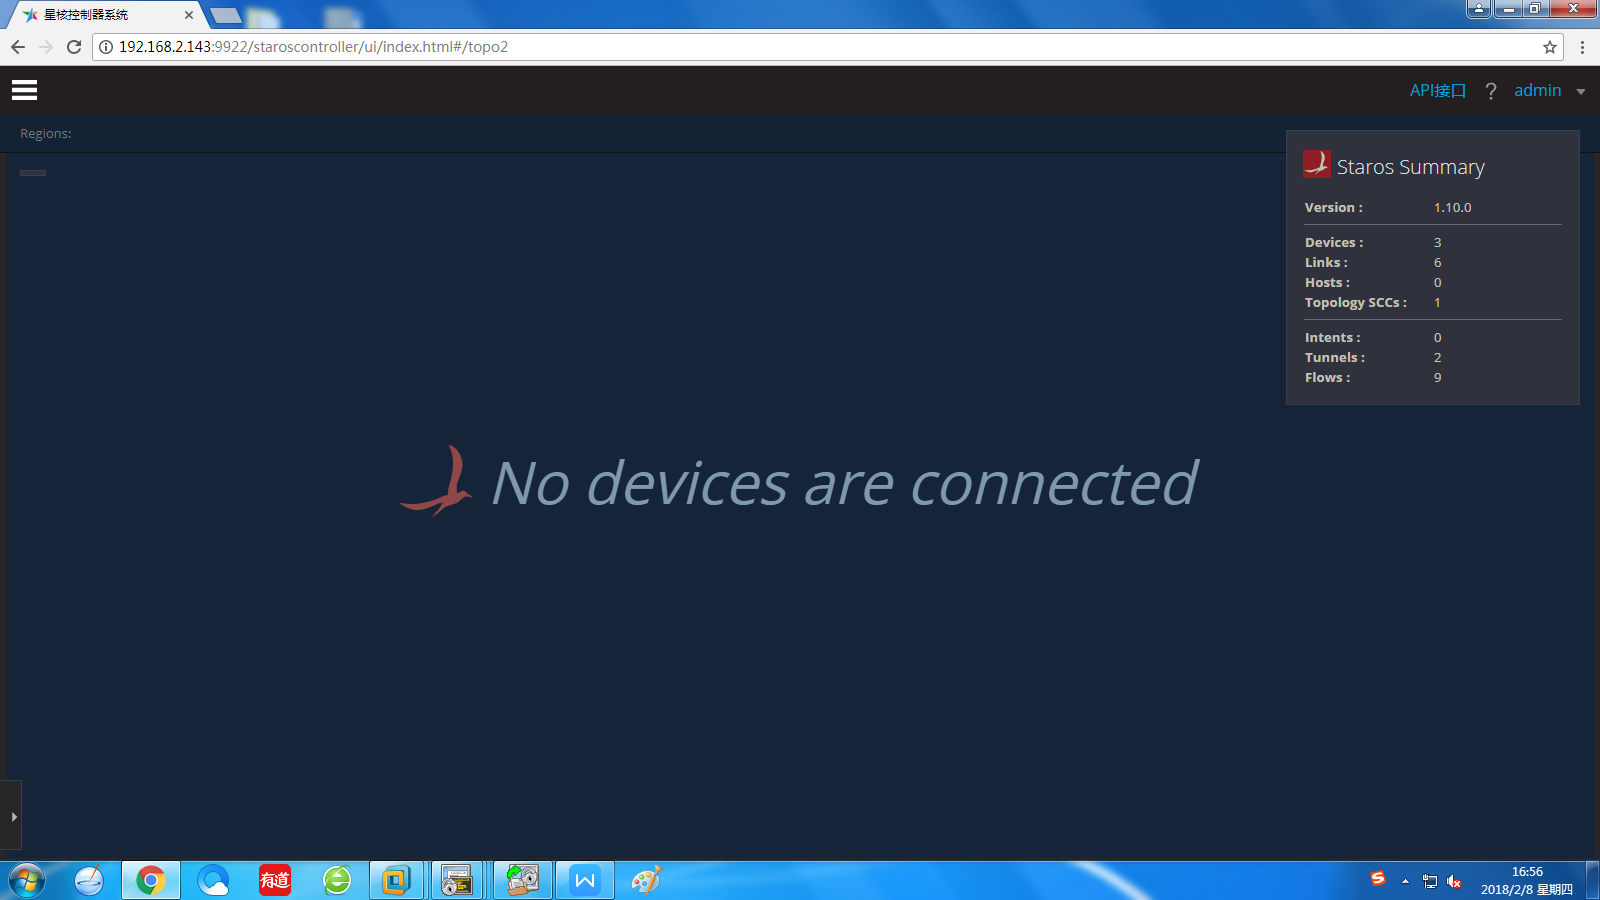 星核控制器系统
192.168.2.143:9922/staroscontroller/ui/index.html#/topo2
API接口 ? admin
Regions:
Staros Summary
Version : 1.10.0
Devices : 3
Links : 6
Hosts : 0
Topology SCCs : 1
Intents : 0
Tunnels : 2
Flows : 9
No devices are connected
有道
16:56
2018/2/8 星期四